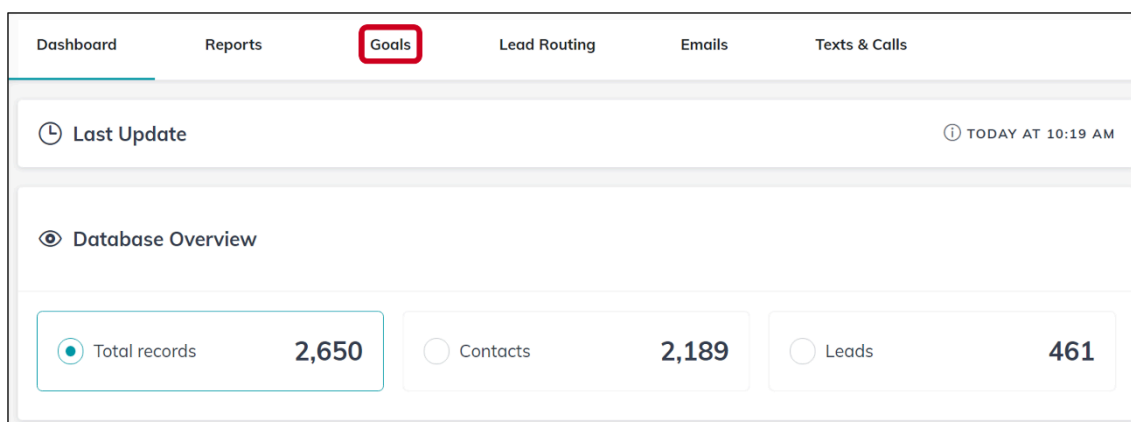 Dashboard Reports Goals Lead Routing Emails Texts & Calls
Last Update TODAY AT 10:19 AM
Database Overview
Total records 2,650 Contacts 2,189 Leads 461